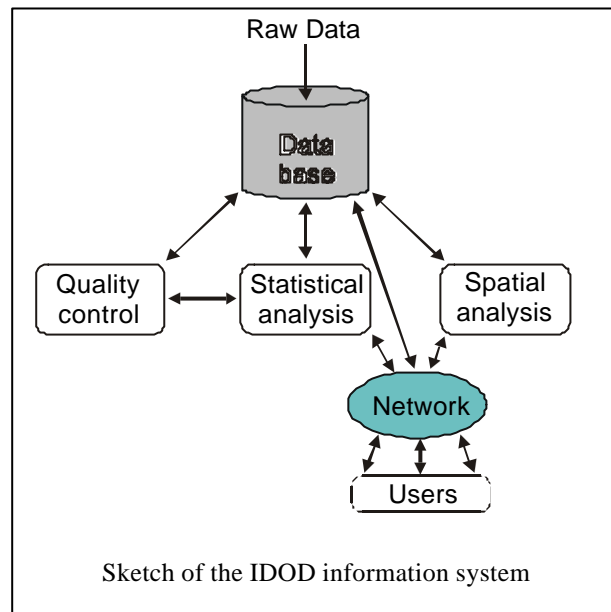 Raw Data
Data
base
Quality
control
Statistical
analysis
Spatial
analysis
Network
Users
Sketch of the IDOD information system